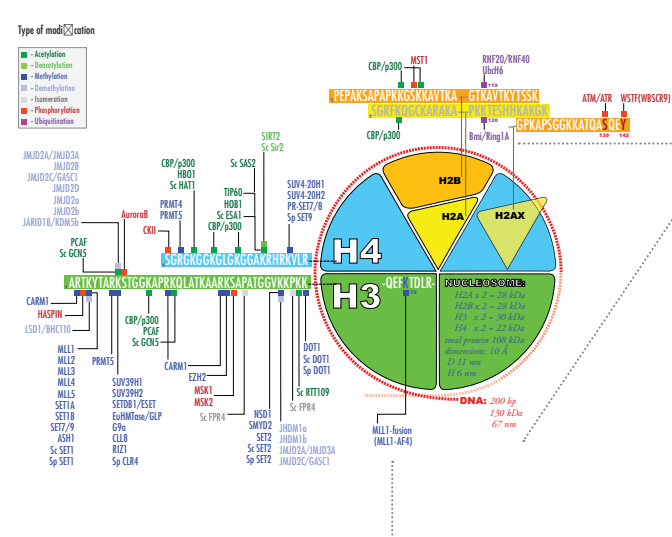 Type of modi cation
- Acetylation
- Deacetylation
- Methylation
- Demethylation
- Isomeration
- Phosphorylation
- Ubiquitination
CBP/p300
MST1
RNF20/RNF40
UbcH6
119
PEPAKSAPAPKKGSKKAVTKA
GTKAVTKYTSSK
SGRFKQGCKARAKA
PKKTESHHKAKGK
120
CBP/p300
Bmi/Ring1A
ATM/ATR
WSTF(WBSCR9)
GPKAPSGGKKATQASQEY
139
142
JMJD2A/JMJD3A
JMJD2B
JMJD2C/GASC1
JMJD2D
JMJD2a
JMJD2b
JARID1B/KDM5b
PCAF
Sc GCN5
AuroraB
CKII
PRMT4
PRMT5
CBP/p300
HBO1
Sc HAT1
TIP60
HOB1
Sc ESA1
CBP/p300
Sc SAS2
SIRT2
Sc Sir2
SUV4-20H1
SUV4-20H2
PR-SET7/8
Sp SET9
SGRGKGGKGLGKGGAKRHRKVLR
H4
ARTKYTARKSTGGKAPRKQLATKAARKSAPATGGVKKPKK
H3
H2B
H2A
H2AX
-QEFKTDLR-
79
NUCLEOSOME:
H2A x 2 = 28 kDa
H2B x 2 = 28 kDa
H3 x 2 = 30 kDa
H4 x 2 = 22 kDa
total protein 108 kDa
dimensions: 10 Å
D 11 nm
H 6 nm
DNA: 200 bp
130 kDa
67 nm
CARM1
HASPIN
LSD1/BHC110
MLL1
MLL2
MLL3
MLL4
MLL5
SET1A
SET1B
SET7/9
ASH1
Sc SET1
Sp SET1
PRMT5
SUV39H1
SUV39H2
SETDB1/ESET
EuHMTase/GLP
G9a
CLL8
RIZ1
Sp CLR4
CBP/p300
PCAF
Sc GCN5
CARM1
EZH2
MSK1
MSK2
Sc FPR4
NSD1
SMYD2
SET2
Sc SET2
Sp SET2
JHDM1a
JHDM1b
JMJD2A/JMJD3A
JMJD2C/GASC1
Sc FPR4
Sc RTT109
DOT1
Sc DOT1
Sp DOT1
MLL1-fusion
(MLL1-AF4)